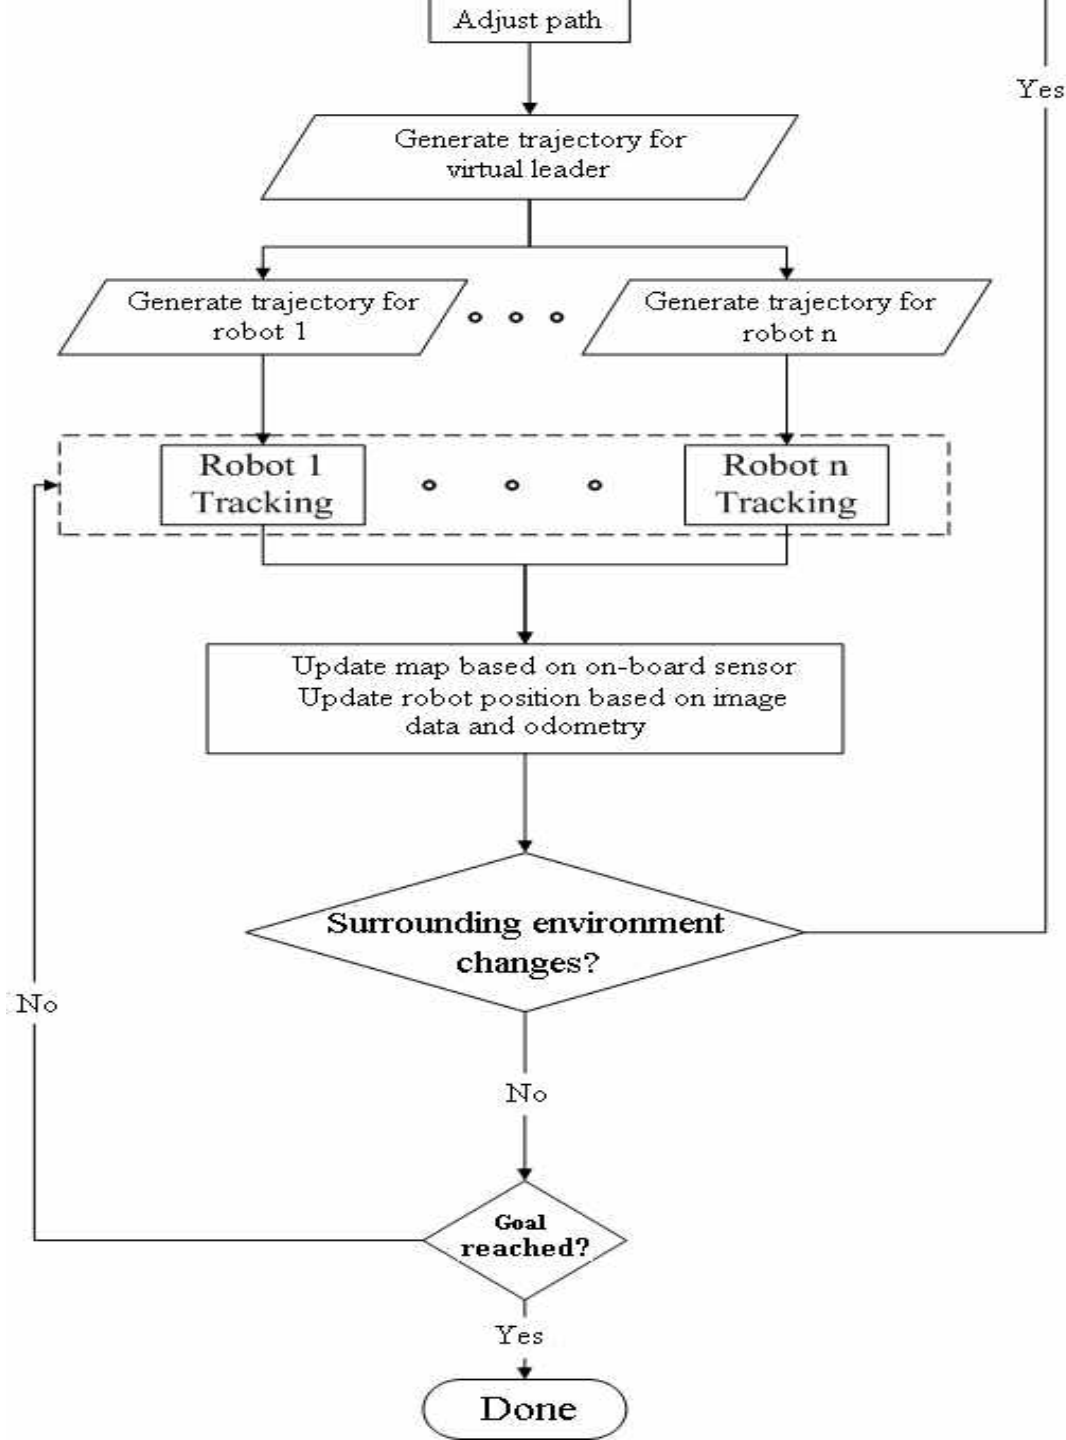 Adjust path
Yes
Generate trajectory for
virtual leader
Generate trajectory for
robot 1
Generate trajectory for
robot n
Robot 1
Tracking
Robot n
Tracking
Update map based on on-board sensor
Update robot position based on image
data and odometry
Surrounding environment
changes?
No
No
Goal
reached?
Yes
Done